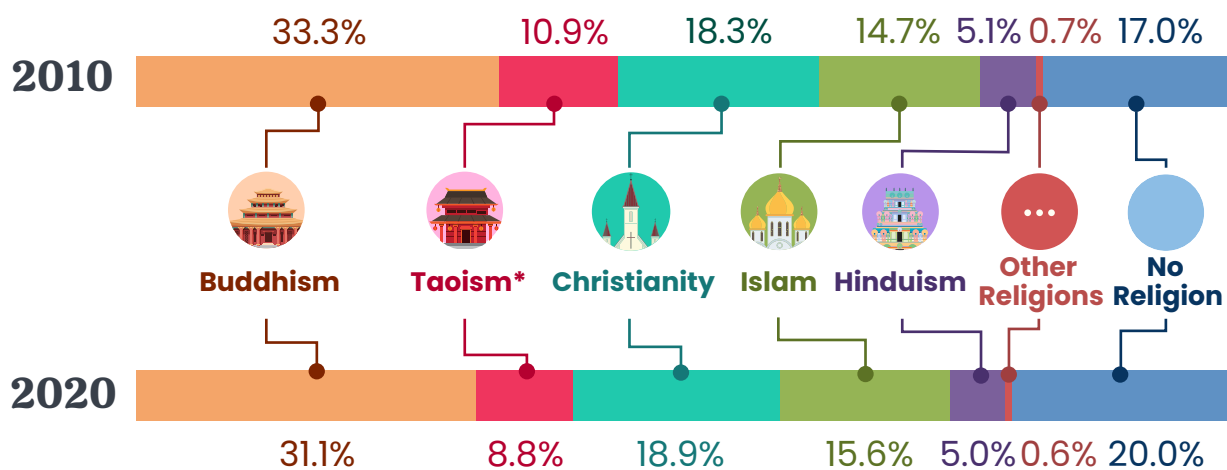 33.3% 10.9% 18.3% 14.7% 5.1% 0.7% 17.0%
2010
Buddhism Taoism* Christianity Islam Hinduism Other Religions No Religion
2020
31.1% 8.8% 18.9% 15.6% 5.0% 0.6% 20.0%